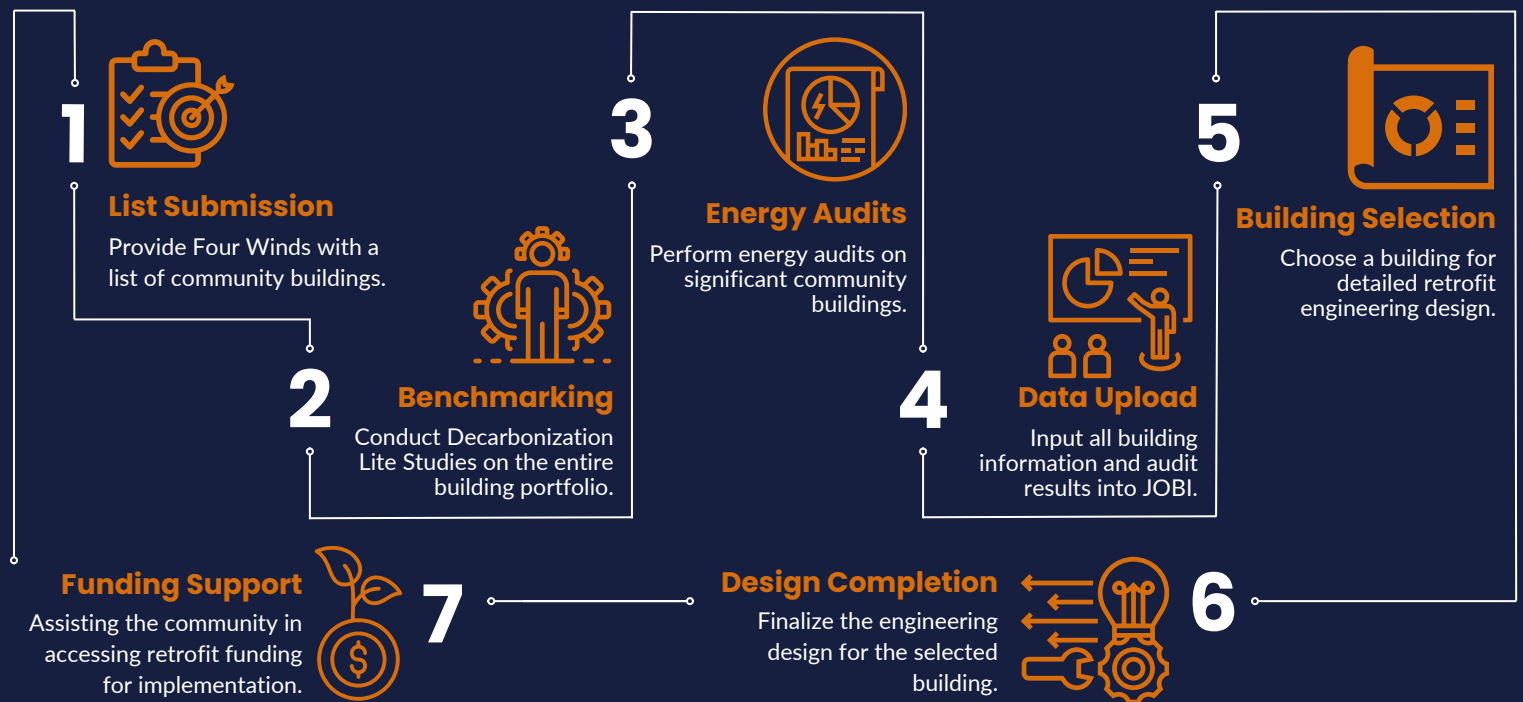 1
List Submission
Provide Four Winds with a
list of community buildings.
2
Benchmarking
Conduct Decarbonization
Lite Studies on the entire
building portfolio.
3
Energy Audits
Perform energy audits on
significant community
buildings.
4
Data Upload
Input all building
information and audit
results into JOBI.
5
Building Selection
Choose a building for
detailed retrofit
engineering design.
6
Design Completion
Finalize the engineering
design for the selected
building.
7
Funding Support
Assisting the community in
accessing retrofit funding
for implementation.
$